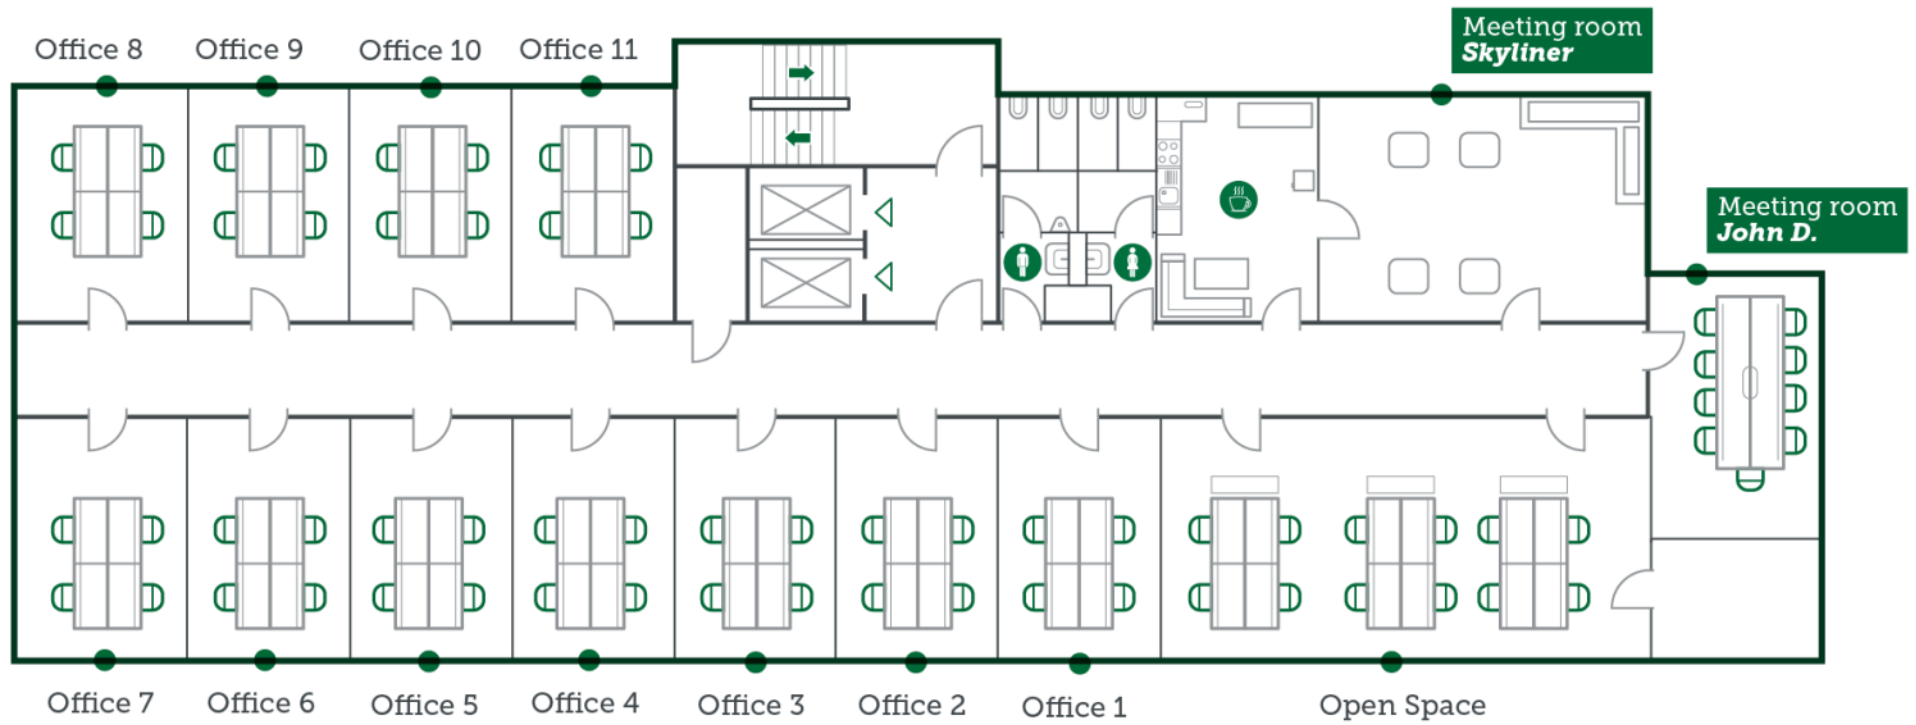 Meeting room
Skyliner
Office 8
Office 9
Office 10
Office 11
Meeting room
John D.
Office 7
Office 6
Office 5
Office 4
Office 3
Office 2
Office 1
Open Space